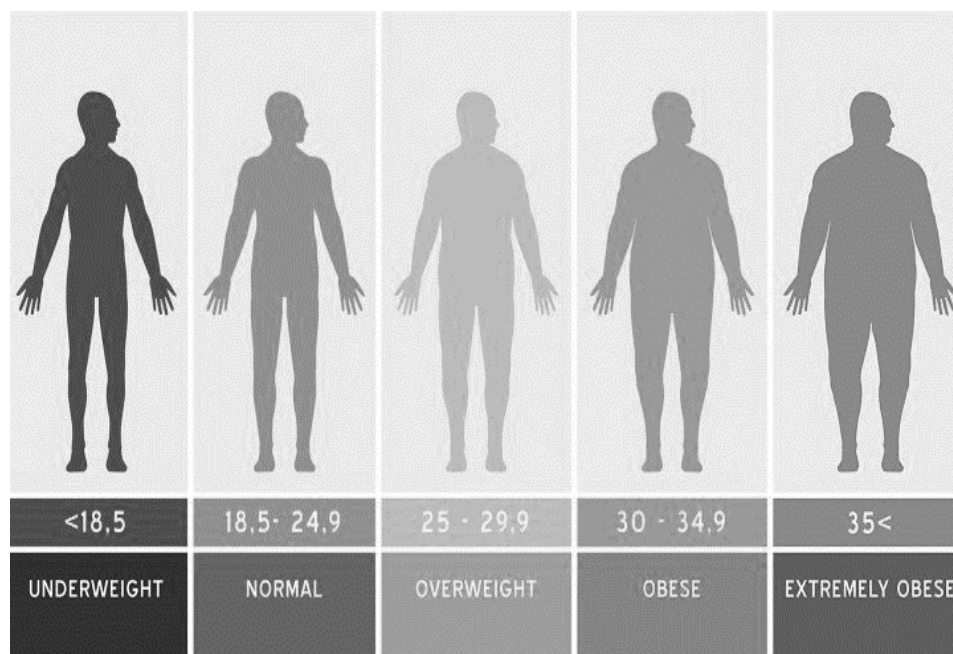 <18,5
18,5- 24,9
25 - 29,9
30 - 34,9
35<
UNDERWEIGHT
NORMAL
OVERWEIGHT
OBESE
EXTREMELY OBESE